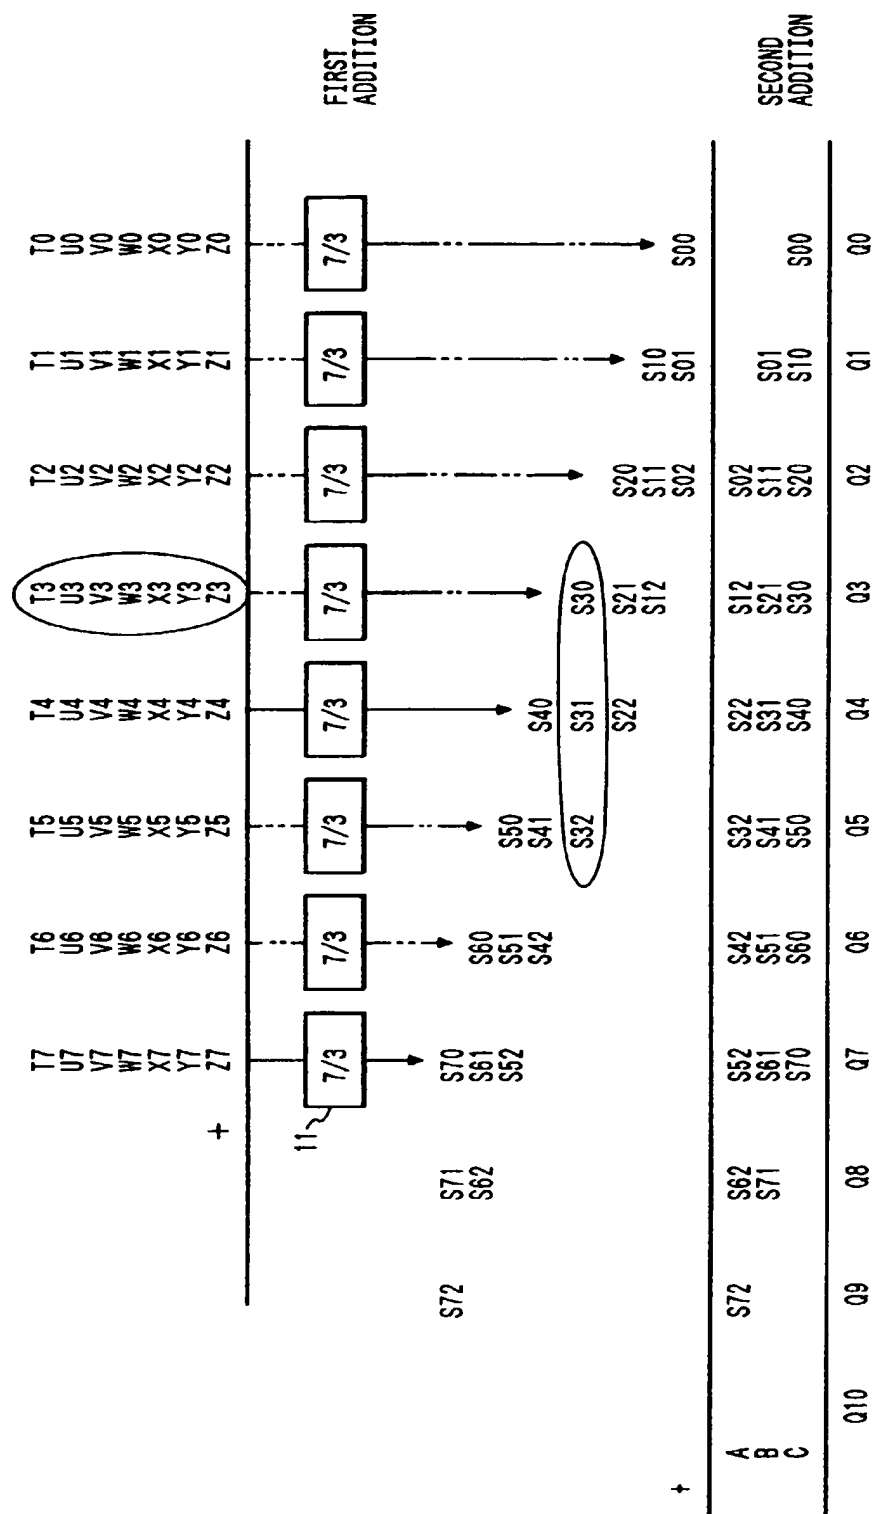 T7 T6 T5 T4 T3 T2 T1 T0
U7 U6 U5 U4 U3 U2 U1 U0
V7 V6 V5 V4 V3 V2 V1 V0
W7 W6 W5 W4 W3 W2 W1 W0
X7 X6 X5 X4 X3 X2 X1 X0
Y7 Y6 Y5 Y4 Y3 Y2 Y1 Y0
+ Z7 Z6 Z5 Z4 Z3 Z2 Z1 Z0
11
7/3 7/3 7/3 7/3 7/3 7/3 7/3 7/3
FIRST
ADDITION
S72 S71 S70
S62 S61 S60
S52 S51 S50
S42 S41 S40
S32 S31 S30
S22 S21 S20
S12 S11 S10
+ S02 S01 S00
A S72 S62 S52 S42 S32 S22 S12 S02
B S71 S61 S51 S41 S31 S21 S11 S01
C S70 S60 S50 S40 S30 S20 S10 S00
SECOND
ADDITION
Q10 Q9 Q8 Q7 Q6 Q5 Q4 Q3 Q2 Q1 Q0